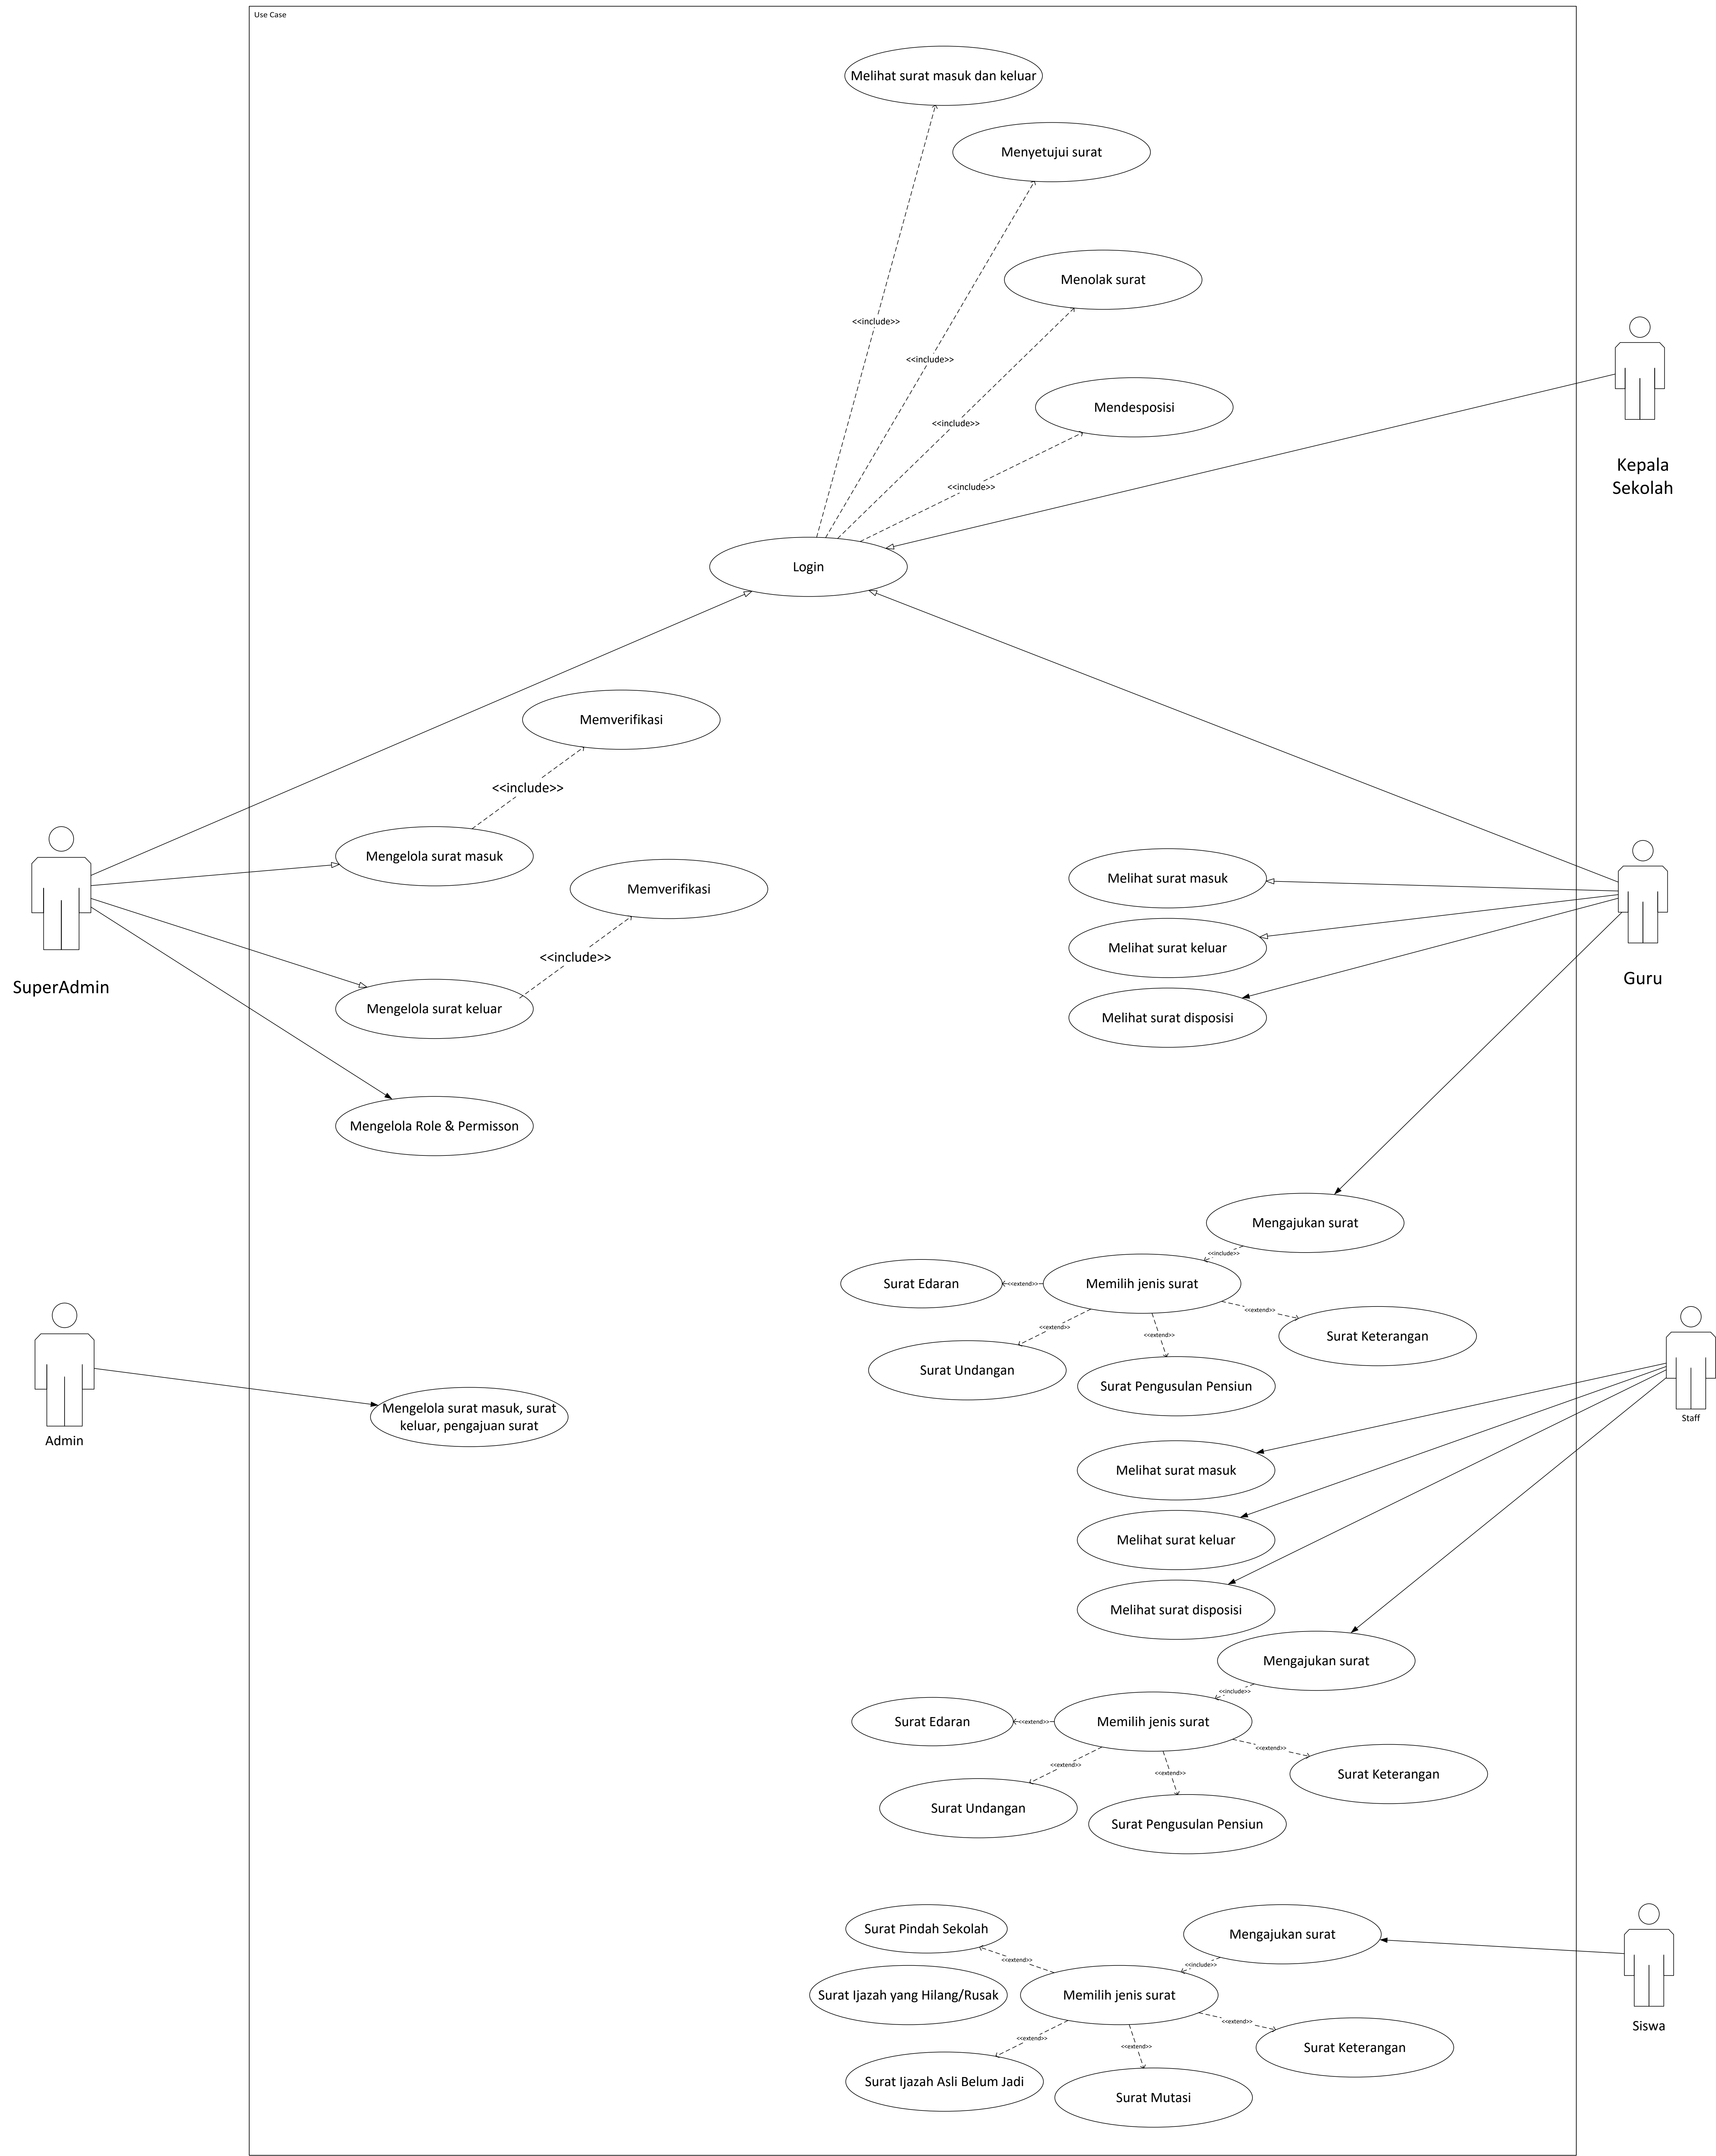 Use Case
Melihat surat masuk dan keluar
Menyetujui surat
Menolak surat
<<include>>
<<include>>
Mendesposisi
<<include>>
Kepala
Sekolah
<<include>>
Login
Memverifikasi
<<include>>
Mengelola surat masuk
Memverifikasi
Melihat surat masuk
Melihat surat keluar
<<include>>
SuperAdmin
Guru
Mengelola surat keluar
Melihat surat disposisi
Mengelola Role & Permisson
Mengajukan surat
<<include>>
Surat Edaran
<<extend>>
Memilih jenis surat
<<extend>>
<<extend>>
<<extend>>
Surat Keterangan
Surat Undangan
Surat Pengusulan Pensiun
Mengelola surat masuk, surat
keluar, pengajuan surat
Admin
Staff
Melihat surat masuk
Melihat surat keluar
Melihat surat disposisi
Mengajukan surat
<<include>>
Surat Edaran
<<extend>>
Memilih jenis surat
<<extend>>
<<extend>>
<<extend>>
Surat Keterangan
Surat Undangan
Surat Pengusulan Pensiun
Surat Pindah Sekolah
Mengajukan surat
<<extend>>
<<include>>
Surat Ijazah yang Hilang/Rusak
Memilih jenis surat
Siswa
<<extend>>
<<extend>>
<<extend>>
Surat Keterangan
Surat Ijazah Asli Belum Jadi
Surat Mutasi